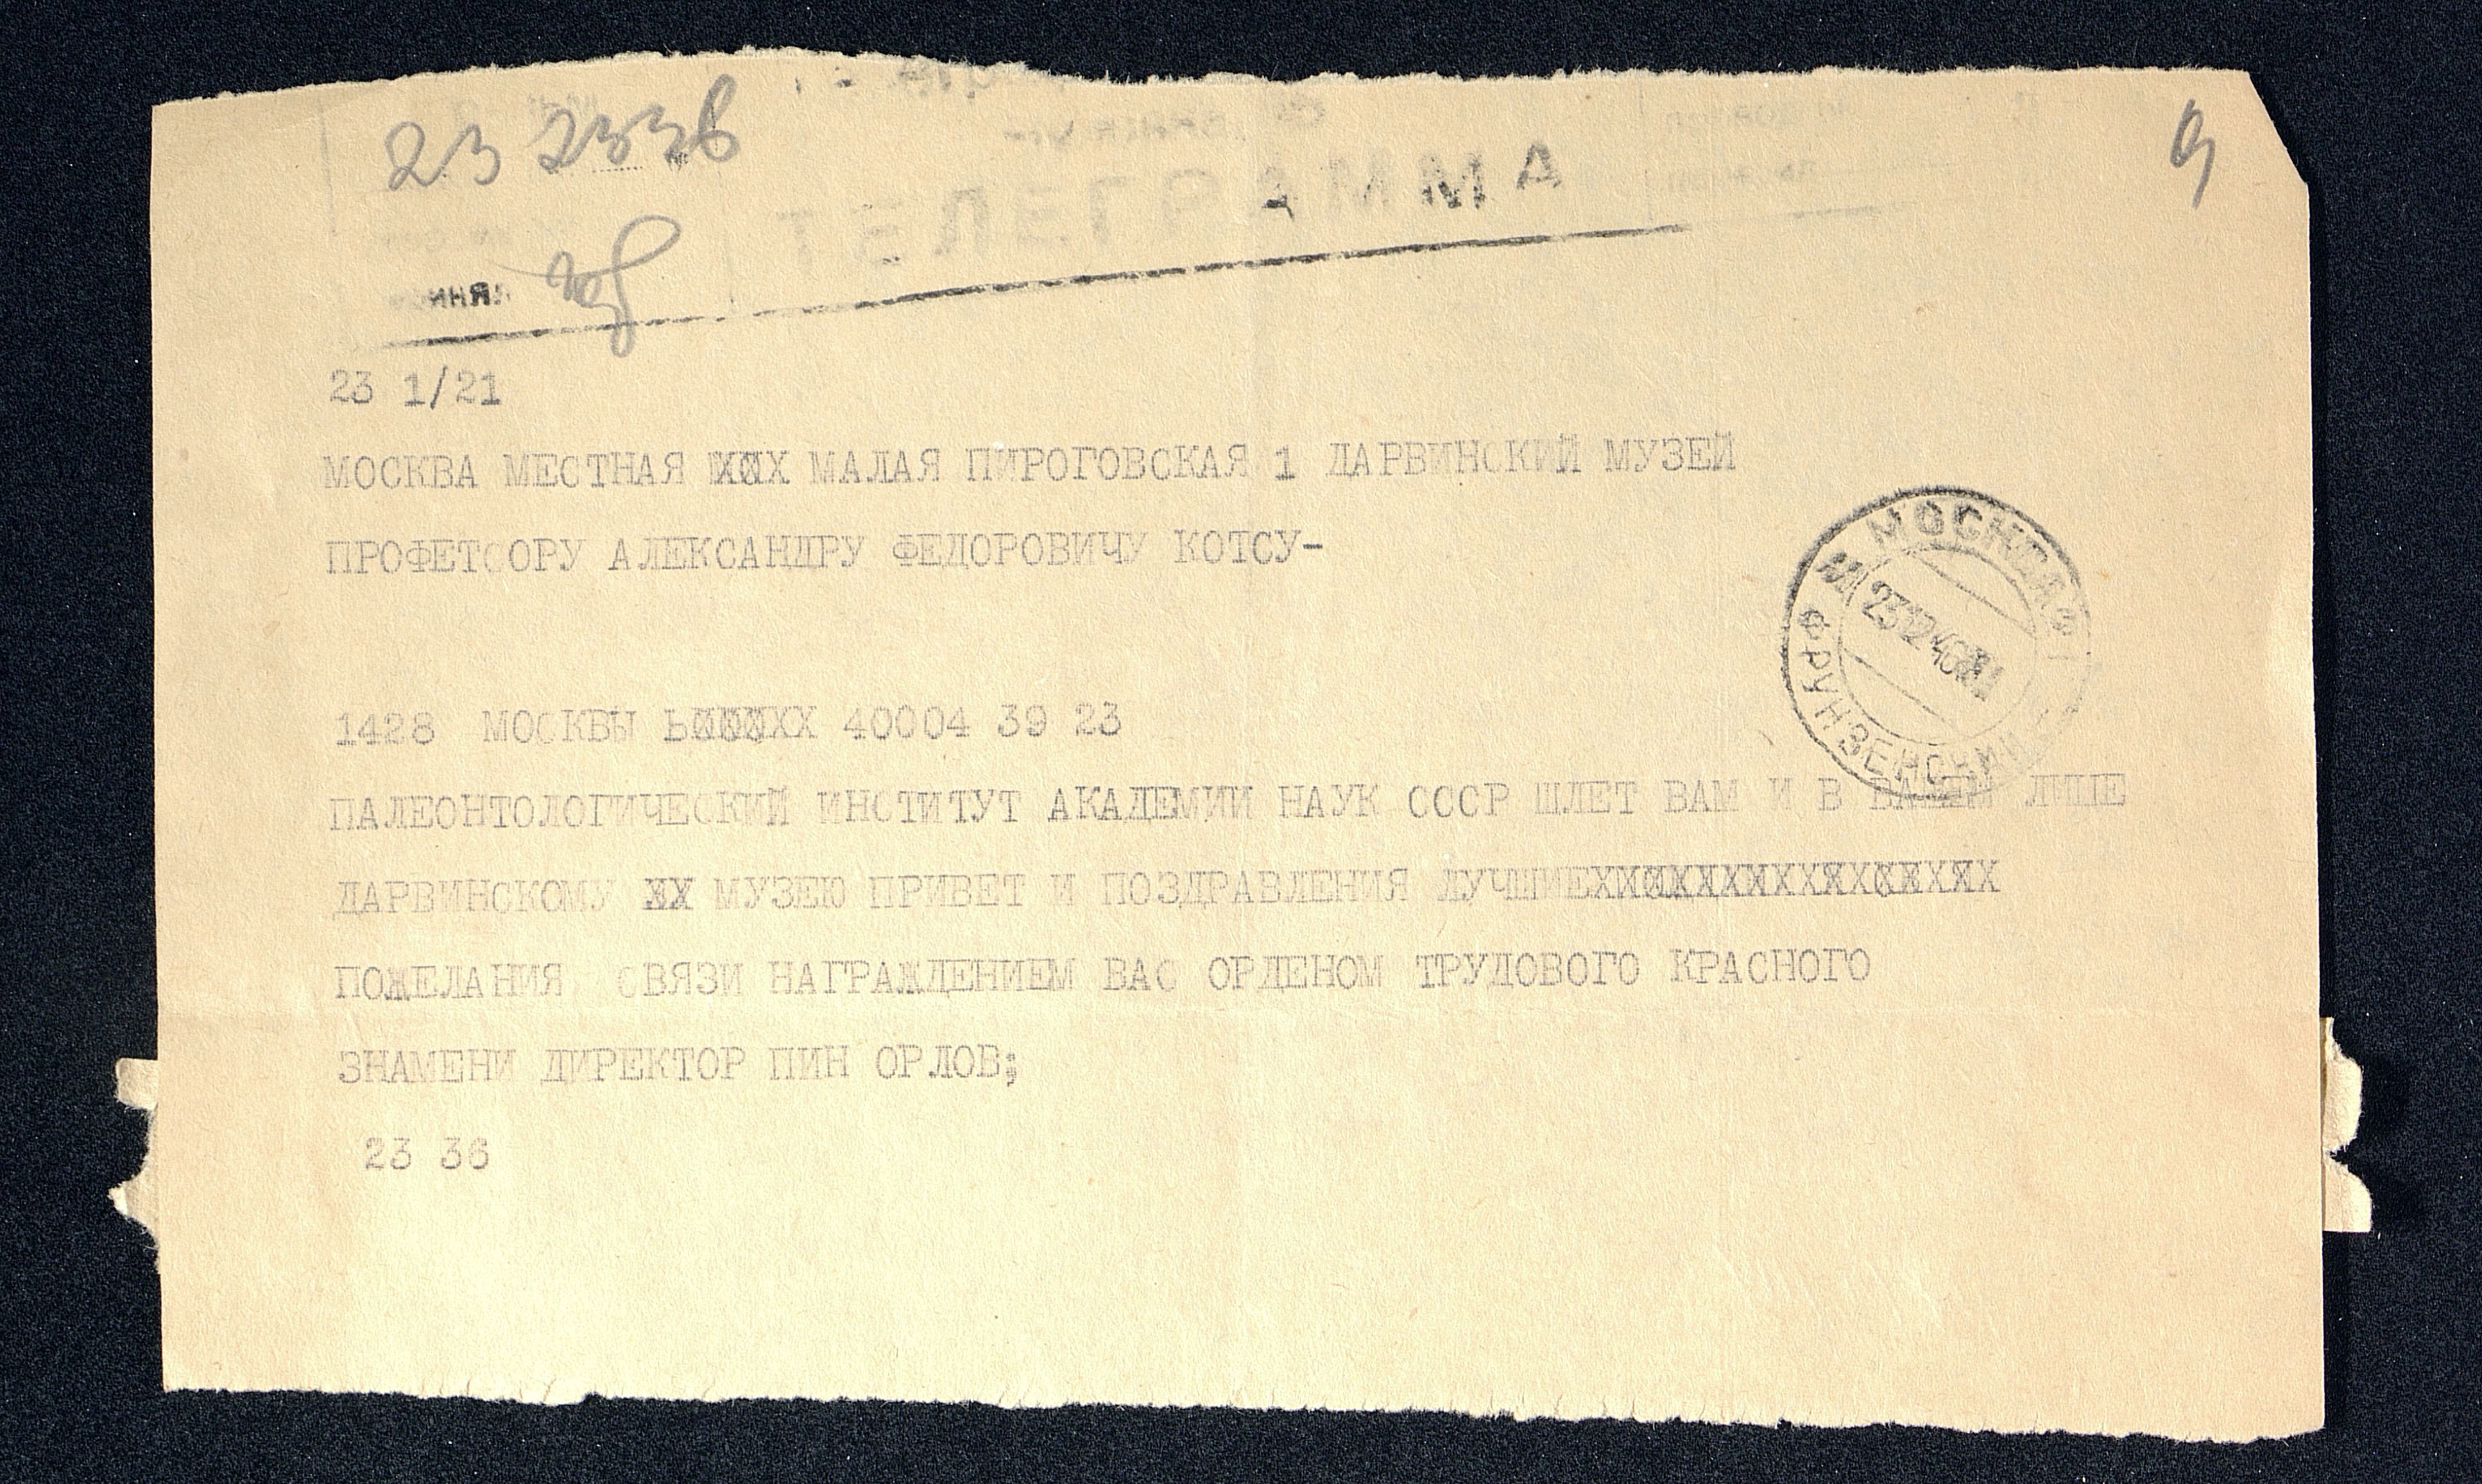 23 2336
9
ТЕЛЕГРАММА
ПРИНЯЛ
23 1/21
МОСКВА МЕСТНАЯ МАЛАЯ ПИРОГОВСКАЯ 1 ДАРВИНСКИЙ МУЗЕЙ
ПРОФЕТСОРУ АЛЕКСАНДРУ ФЕДОРОВИЧУ КОТСУ-
МОСКВА
ФРУНЗЕНСКИЙ
1428 МОСКВЫ 40004 39 23
ПАЛЕОНТОЛОГИЧЕСКИЙ ИНСТИТУТ АКАДЕМИИ НАУК СССР ШЛЕТ ВАМ И В ВАШЕМ ЛИЦЕ
ДАРВИНСКОМУ ХХ МУЗЕЮ ПРИВЕТ И ПОЗДРАВЛЕНИЯ ЛУЧШИЕ
ПОЖЕЛАНИЯ СВЯЗИ НАГРАЖДЕНИЕМ ВАС ОРДЕНОМ ТРУДОВОГО КРАСНОГО
ЗНАМЕНИ ДИРЕКТОР ПИН ОРЛОВ;
23 36